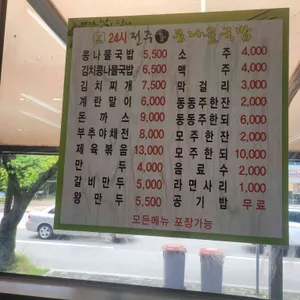 24시 전주 콩나물국밥
콩나물국밥 5,500
김치콩나물국밥 6,500
김치찌개 7,500
계란말이 6,000
돈까스 9,000
부추야채전 8,000
제육볶음 13,000
만두 4,000
갈비만두 5,000
왕만두 5,500
소주 4,000
맥주 4,000
막걸리 3,000
동동주한잔 2,000
동동주한되 6,000
모주한잔 2,000
모주한되 10,000
음료수 2,000
라면사리 1,000
공기밥 무료
모든메뉴 포장가능